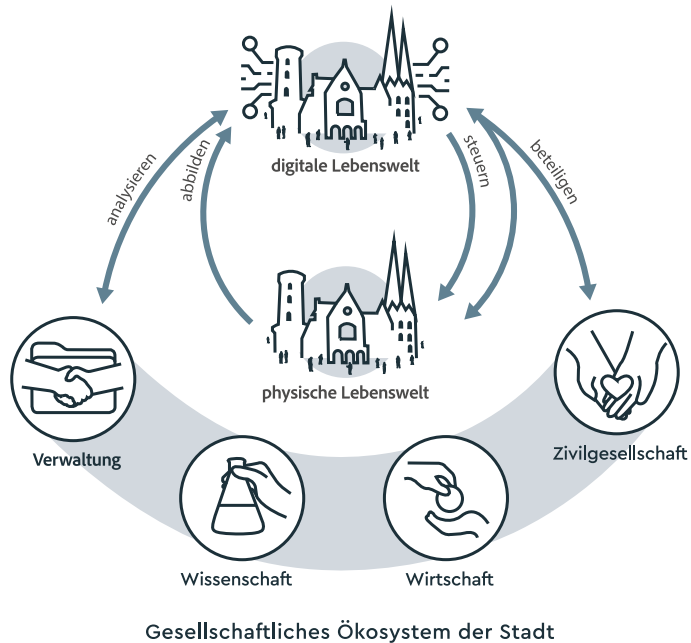 digitale Lebenswelt
analysieren
abbilden
steuern
beteiligen
physische Lebenswelt
Verwaltung
Zivilgesellschaft
Wissenschaft
Wirtschaft
Gesellschaftliches Ökosystem der Stadt